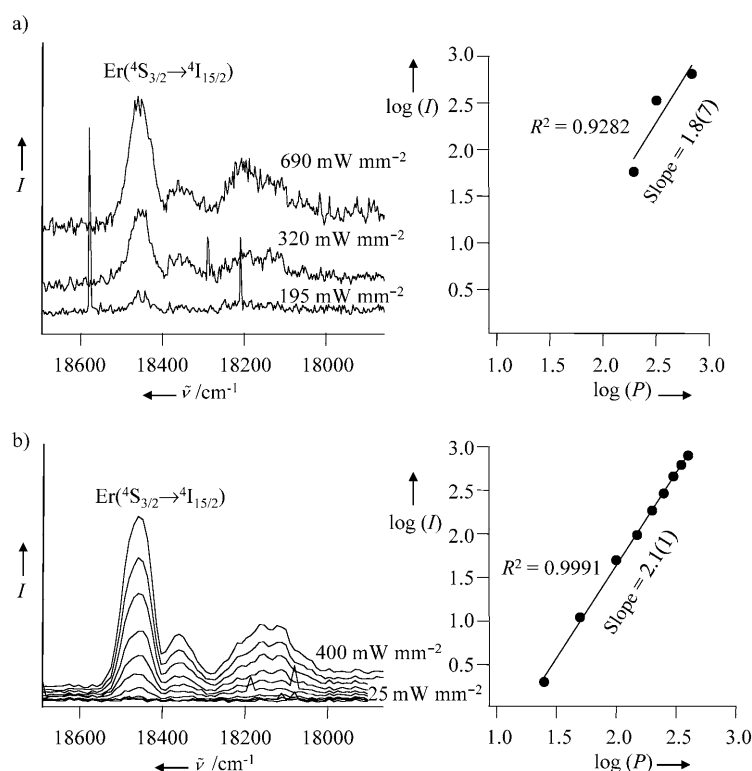 a)
Er(⁴S₃/₂→⁴I₁₅/₂)
I
690 mW mm⁻²
320 mW mm⁻²
195 mW mm⁻²
18600 18400 18200 18000
ν̃ /cm⁻¹
log (I)
3.0
2.5
2.0
1.5
1.0
0.5
R² = 0.9282
Slope = 1.8(7)
1.0 1.5 2.0 2.5 3.0
log (P)
b)
Er(⁴S₃/₂→⁴I₁₅/₂)
I
400 mW mm⁻²
25 mW mm⁻²
18600 18400 18200 18000
ν̃ /cm⁻¹
log (I)
3.0
2.5
2.0
1.5
1.0
0.5
R² = 0.9991
Slope = 2.1(1)
1.0 1.5 2.0 2.5 3.0
log (P)